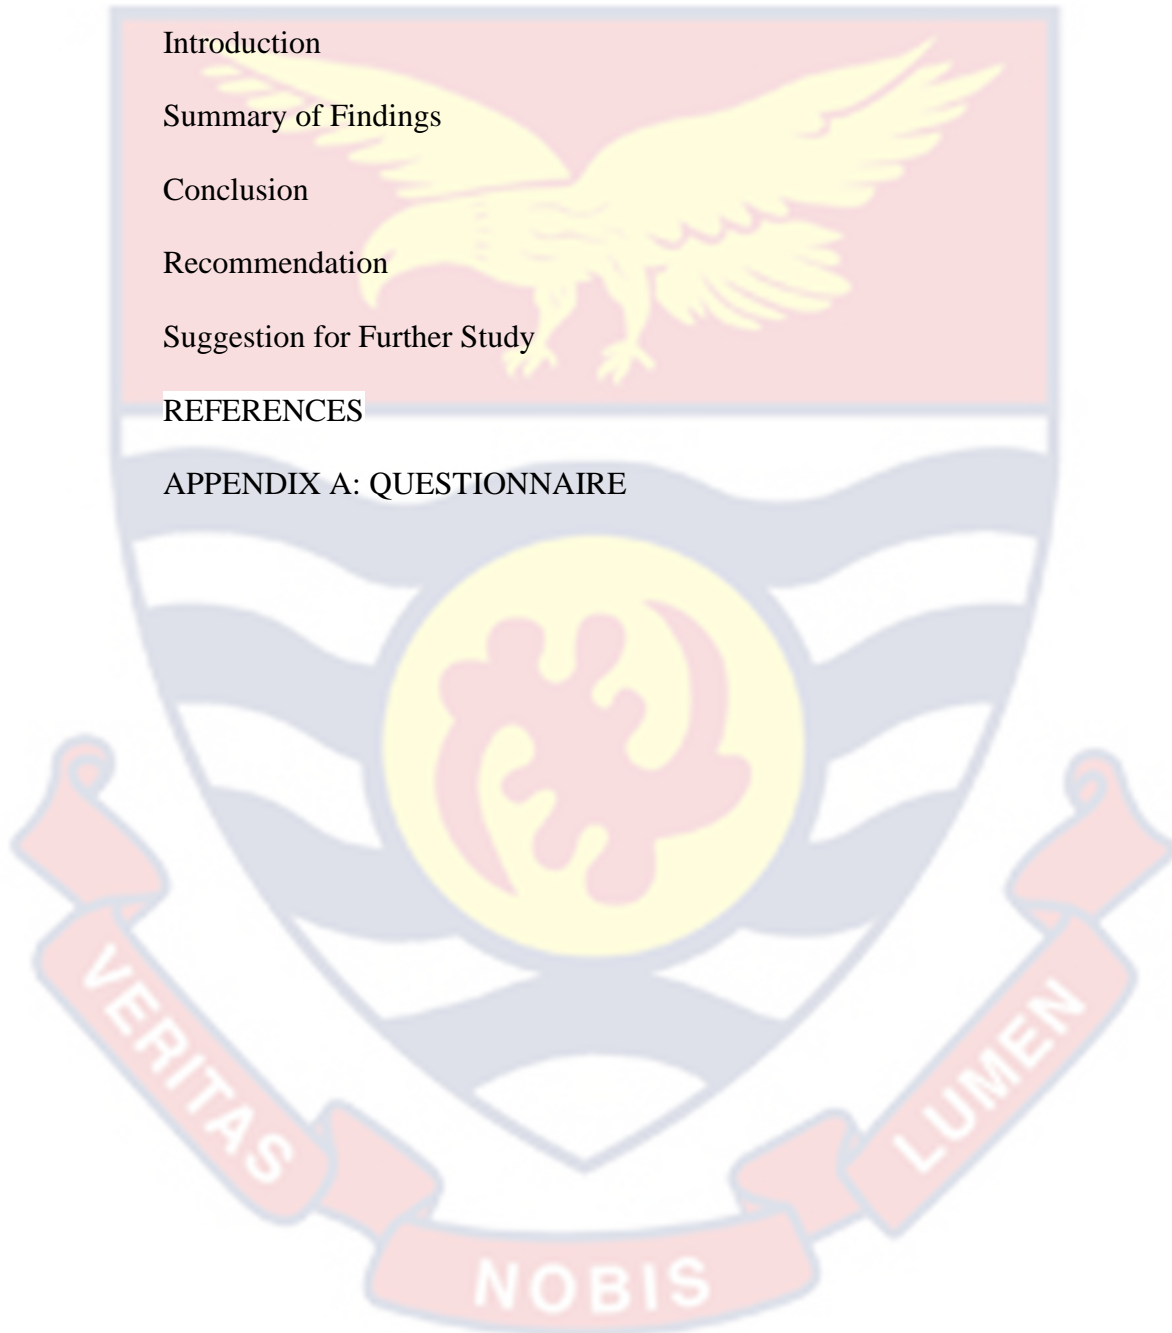 Introduction
Summary of Findings
Conclusion
Recommendation
Suggestion for Further Study
REFERENCES
APPENDIX A: QUESTIONNAIRE
VERITAS
NOBIS
LUMEN